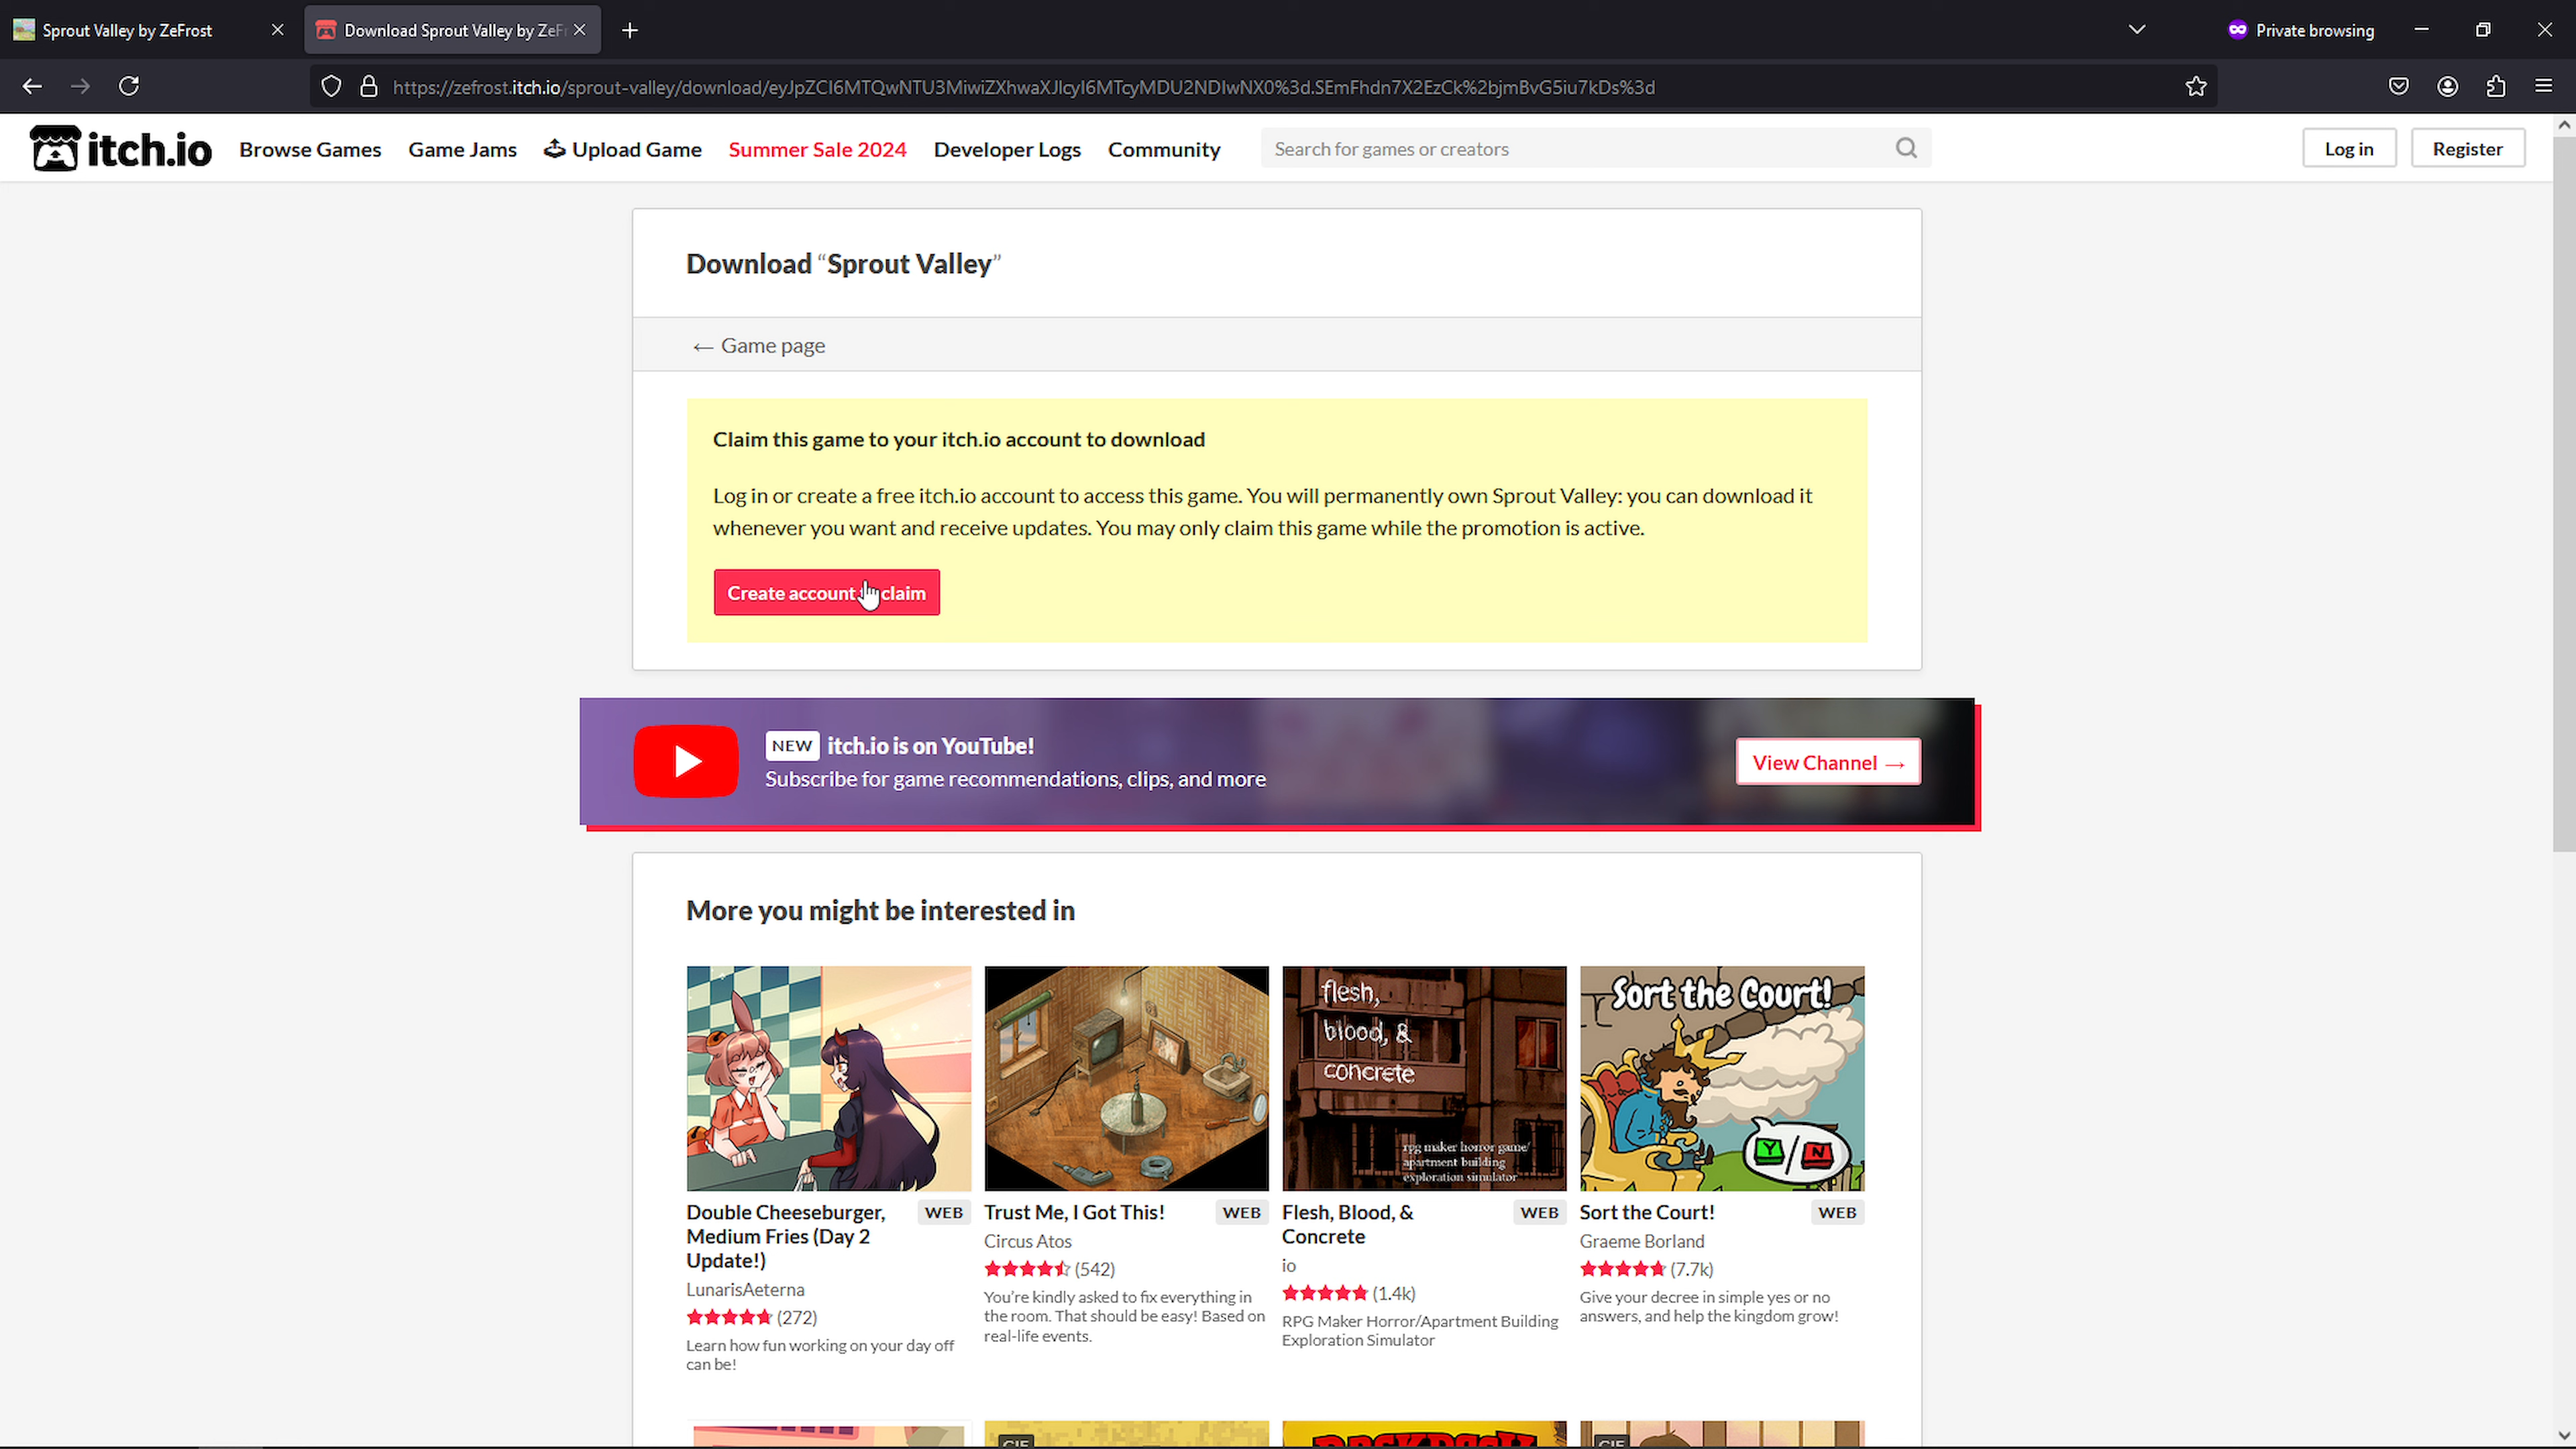 Sprout Valley by ZeFrost
Download Sprout Valley by ZeF
Private browsing
https://zefrost.itch.io/sprout-valley/download/eyJpZCI6MTQwNTU3MiwiZXhwaXJlcyI6MTcyMDU2NDIwNX0%3d.SEmFhdn7X2EzCk%2bjmBvG5iu7kDs%3d
itch.io Browse Games Game Jams Upload Game Summer Sale 2024 Developer Logs Community Search for games or creators Log in Register
Download “Sprout Valley”
← Game page
Claim this game to your itch.io account to download
Log in or create a free itch.io account to access this game. You will permanently own Sprout Valley: you can download it
whenever you want and receive updates. You may only claim this game while the promotion is active.
Create account claim
NEW itch.io is on YouTube!
Subscribe for game recommendations, clips, and more
View Channel →
More you might be interested in
flesh,
blood, &
concrete
rpg maker horror game/
apartment building
exploration simulator
Sort the Court!
Y / N
Double Cheeseburger,
Medium Fries (Day 2
Update!)
WEB
LunarisAeterna
(272)
Learn how fun working on your day off
can be!
Trust Me, I Got This!
WEB
Circus Atos
(542)
You're kindly asked to fix everything in
the room. That should be easy! Based on
real-life events.
Flesh, Blood, &
Concrete
WEB
io
(1.4k)
RPG Maker Horror/Apartment Building
Exploration Simulator
Sort the Court!
WEB
Graeme Borland
(7.7k)
Give your decree in simple yes or no
answers, and help the kingdom grow!
GIF
GIF